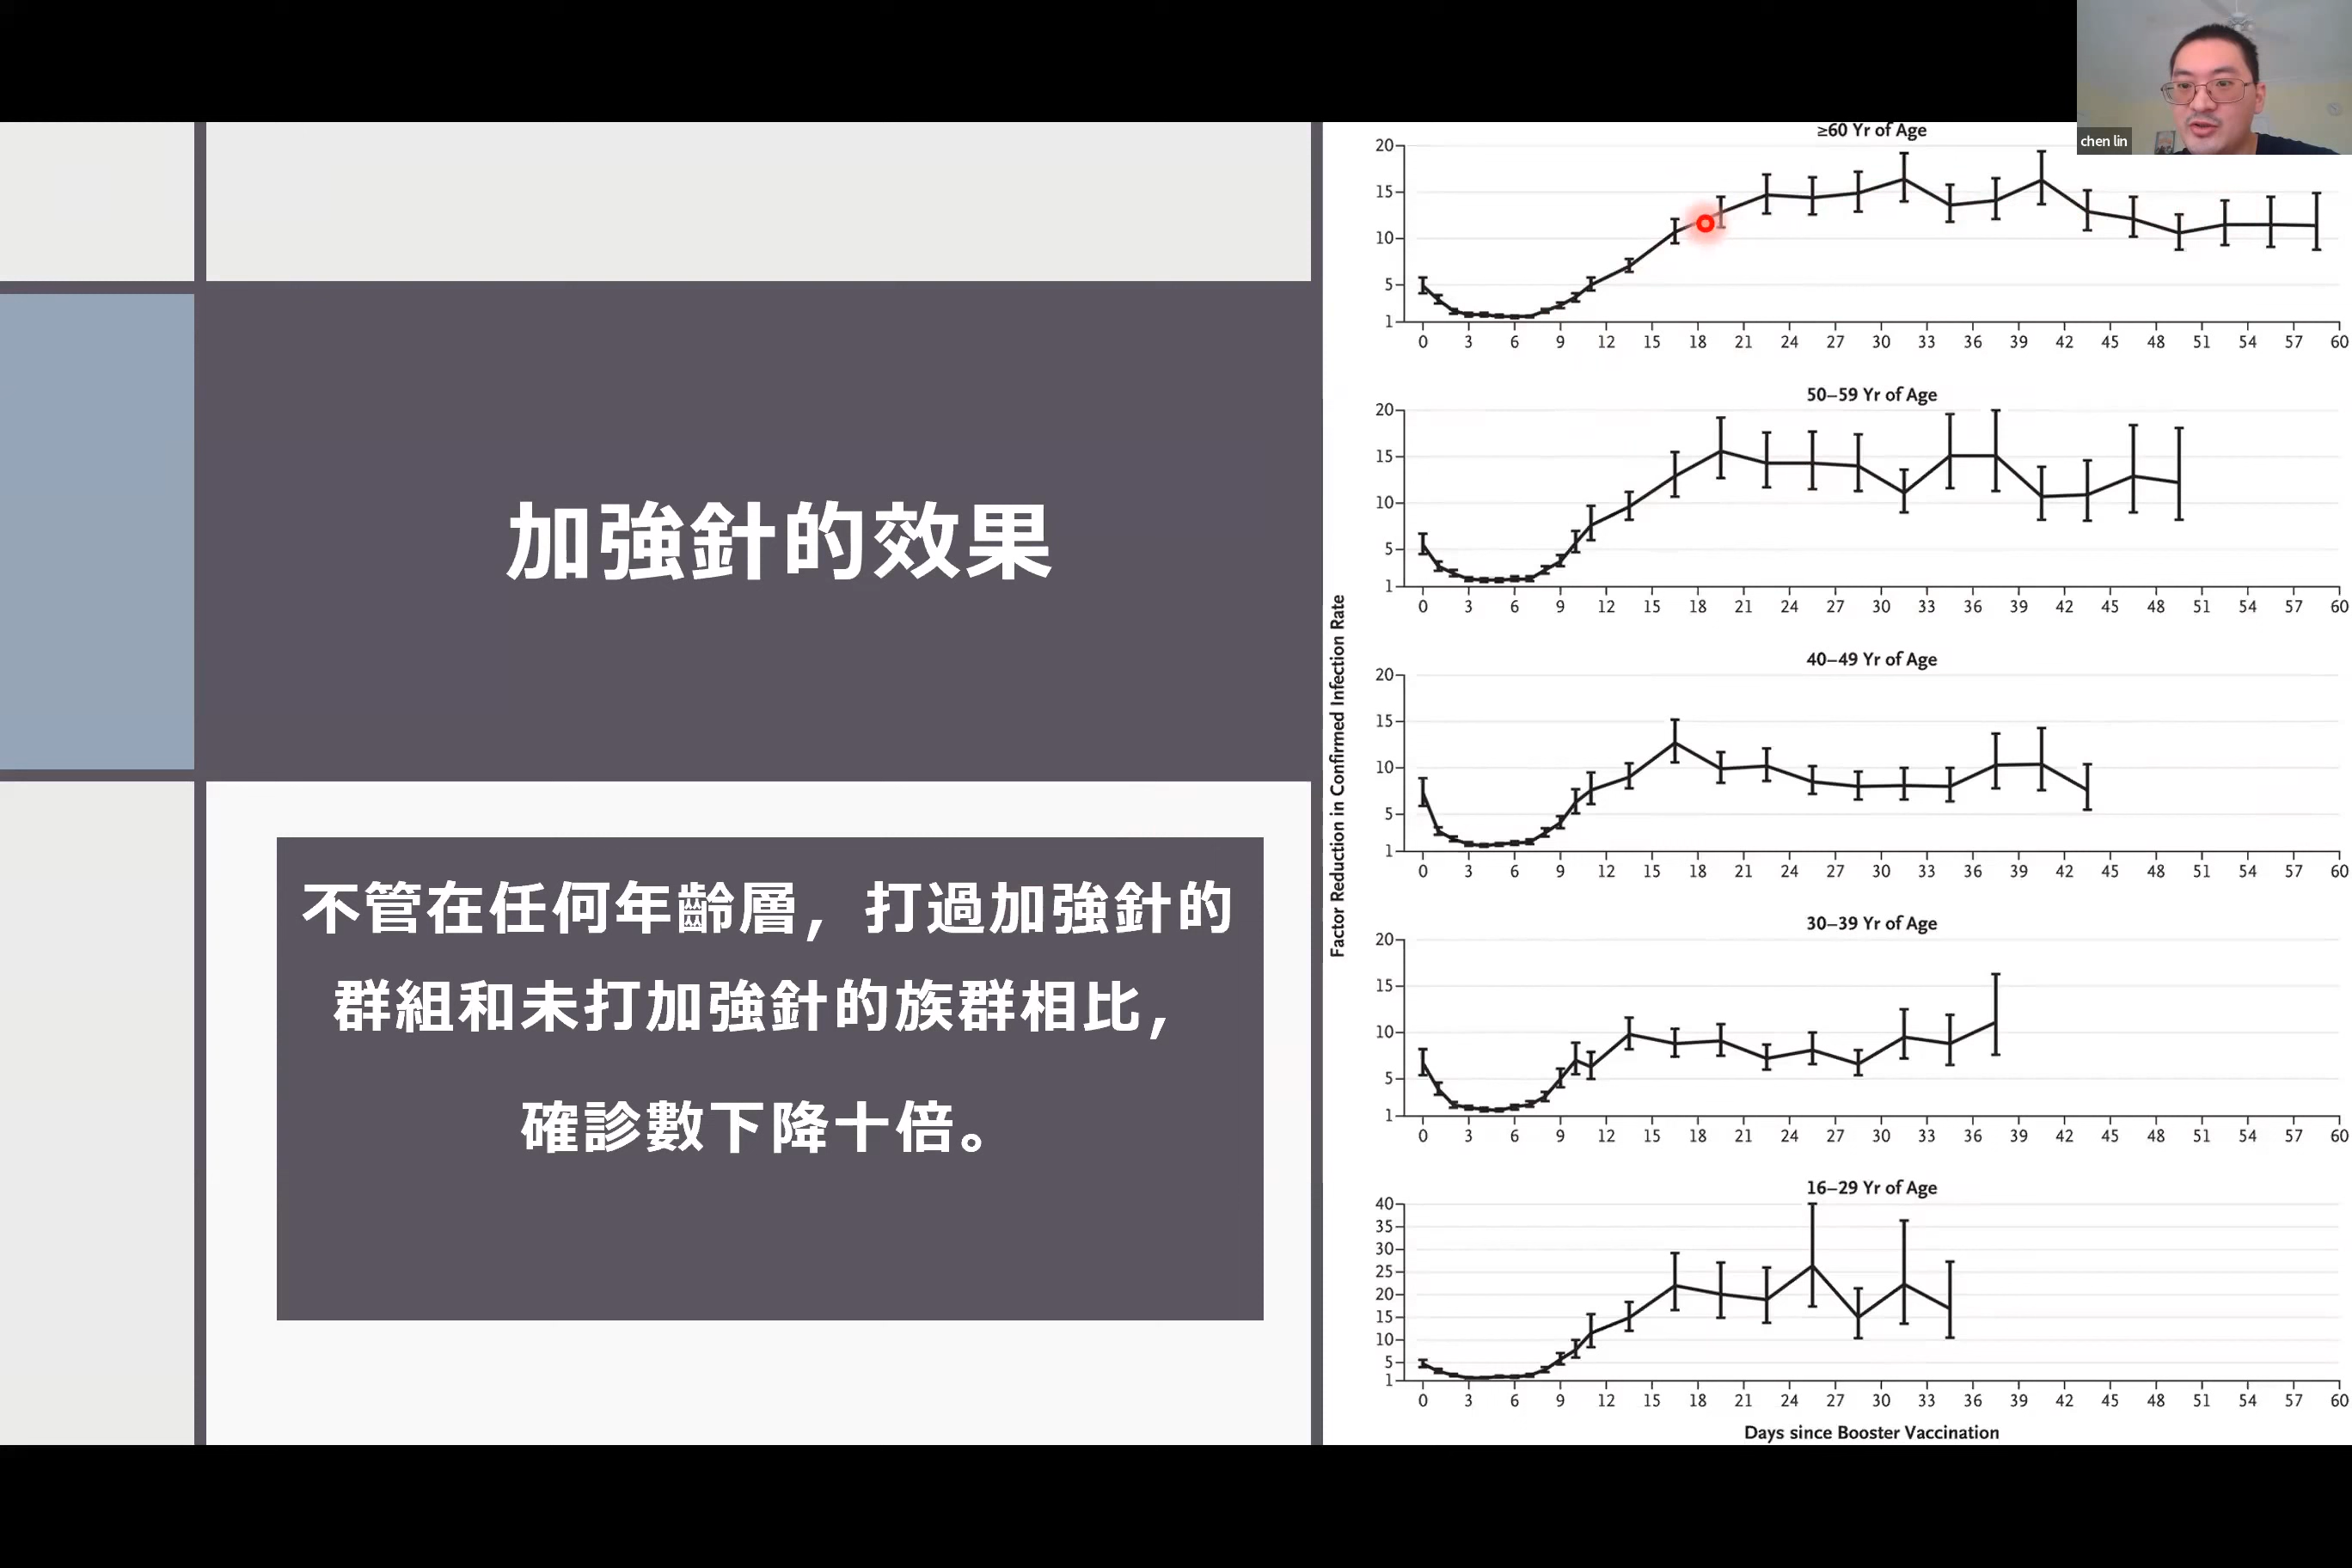 chen lin
加強針的效果
不管在任何年齡層，打過加強針的
群組和未打加強針的族群相比，
確診數下降十倍。
Factor Reduction in Confirmed Infection Rate
≥60 Yr of Age
20
15
10
5
1
0 3 6 9 12 15 18 21 24 27 30 33 36 39 42 45 48 51 54 57 60
50–59 Yr of Age
20
15
10
5
1
0 3 6 9 12 15 18 21 24 27 30 33 36 39 42 45 48 51 54 57 60
40–49 Yr of Age
20
15
10
5
1
0 3 6 9 12 15 18 21 24 27 30 33 36 39 42 45 48 51 54 57 60
30–39 Yr of Age
20
15
10
5
1
0 3 6 9 12 15 18 21 24 27 30 33 36 39 42 45 48 51 54 57 60
16–29 Yr of Age
40
35
30
25
20
15
10
5
1
0 3 6 9 12 15 18 21 24 27 30 33 36 39 42 45 48 51 54 57 60
Days since Booster Vaccination